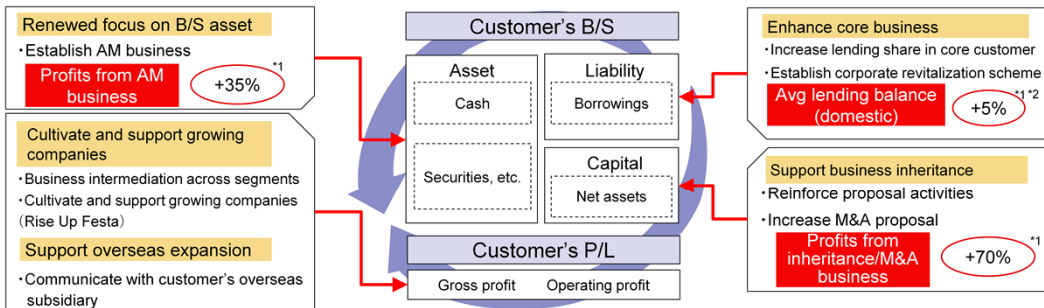 Renewed focus on B/S asset
・Establish AM business
Profits from AM
business
+35%
*1
Cultivate and support growing
companies
・Business intermediation across segments
・Cultivate and support growing companies
(Rise Up Festa)
Support overseas expansion
・Communicate with customer's overseas
subsidiary
Customer's B/S
Asset
Cash
Securities, etc.
Liability
Borrowings
Capital
Net assets
Customer's P/L
Gross profit Operating profit
Enhance core business
・Increase lending share in core customer
・Establish corporate revitalization scheme
Avg lending balance
(domestic)
+5%
*1 *2
Support business inheritance
・Reinforce proposal activities
・Increase M&A proposal
Profits from
inheritance/M&A
business
+70%
*1